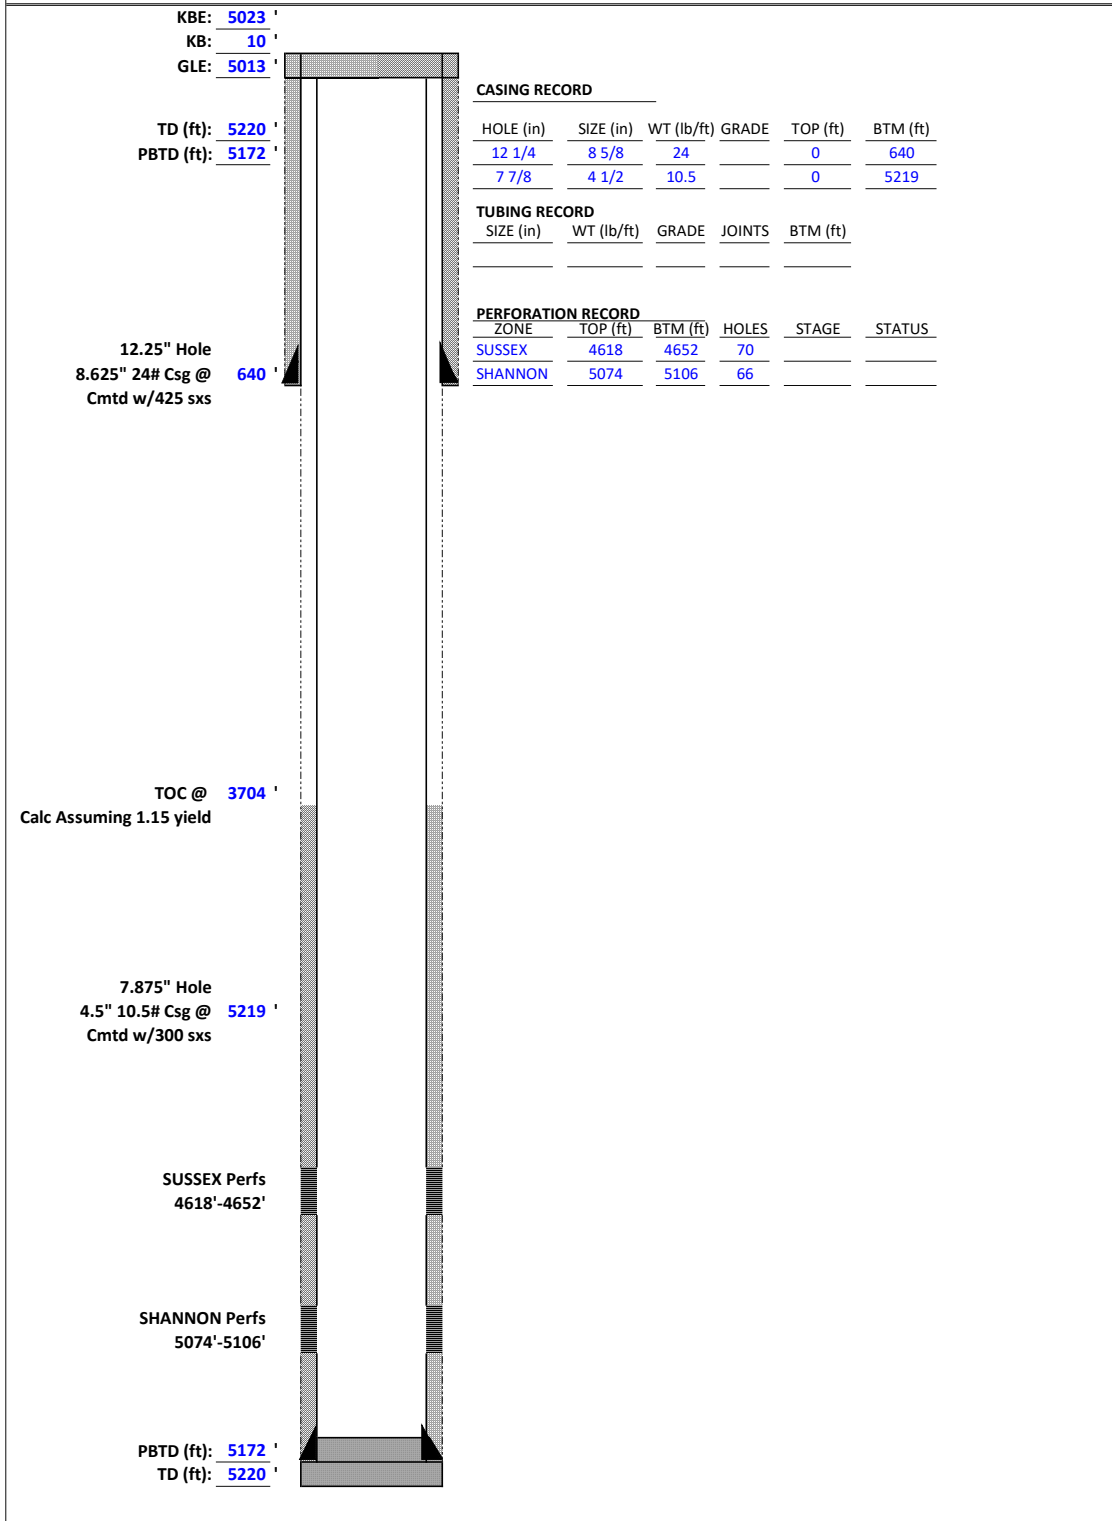 KBE: 5023 '
KB: 10 '
GLE: 5013 '
CASING RECORD
TD (ft): 5220 '
HOLE (in) SIZE (in) WT (lb/ft) GRADE TOP (ft) BTM (ft)
PBTD (ft): 5172 '
12 1/4 8 5/8 24 0 640
7 7/8 4 1/2 10.5 0 5219
TUBING RECORD
SIZE (in) WT (lb/ft) GRADE JOINTS BTM (ft)
PERFORATION RECORD
ZONE TOP (ft) BTM (ft) HOLES STAGE STATUS
SUSSEX 4618 4652 70
SHANNON 5074 5106 66
12.25" Hole
8.625" 24# Csg @ 640 '
Cmtd w/425 sxs
TOC @ 3704 '
Calc Assuming 1.15 yield
7.875" Hole
4.5" 10.5# Csg @ 5219 '
Cmtd w/300 sxs
SUSSEX Perfs
4618'-4652'
SHANNON Perfs
5074'-5106'
PBTD (ft): 5172 '
TD (ft): 5220 '